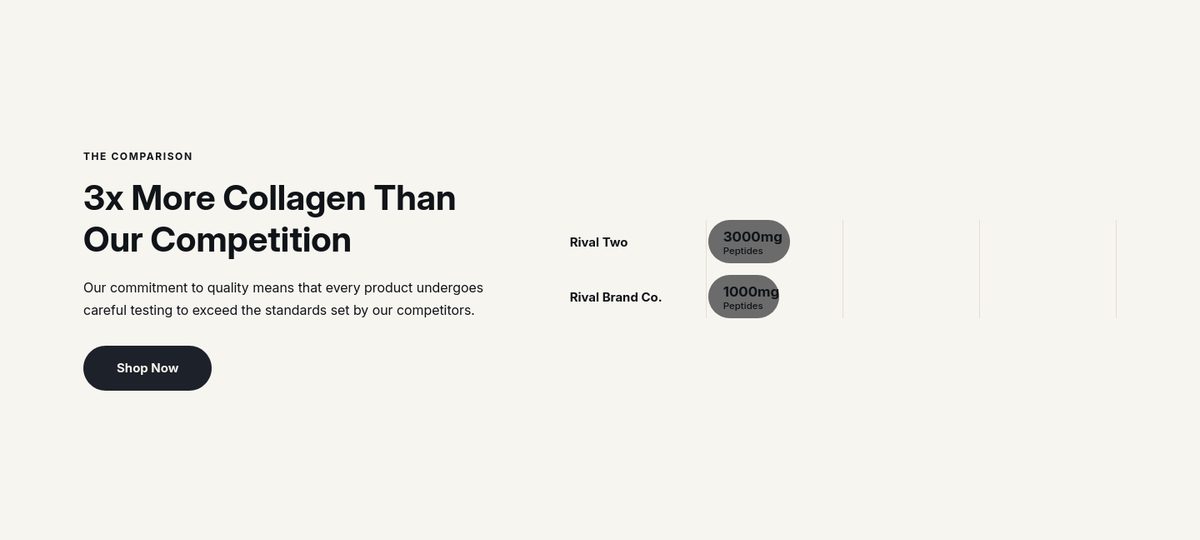 THE COMPARISON
3x More Collagen Than
Our Competition
Our commitment to quality means that every product undergoes
careful testing to exceed the standards set by our competitors.
Shop Now
Rival Two
3000mg
Peptides
Rival Brand Co.
1000mg
Peptides